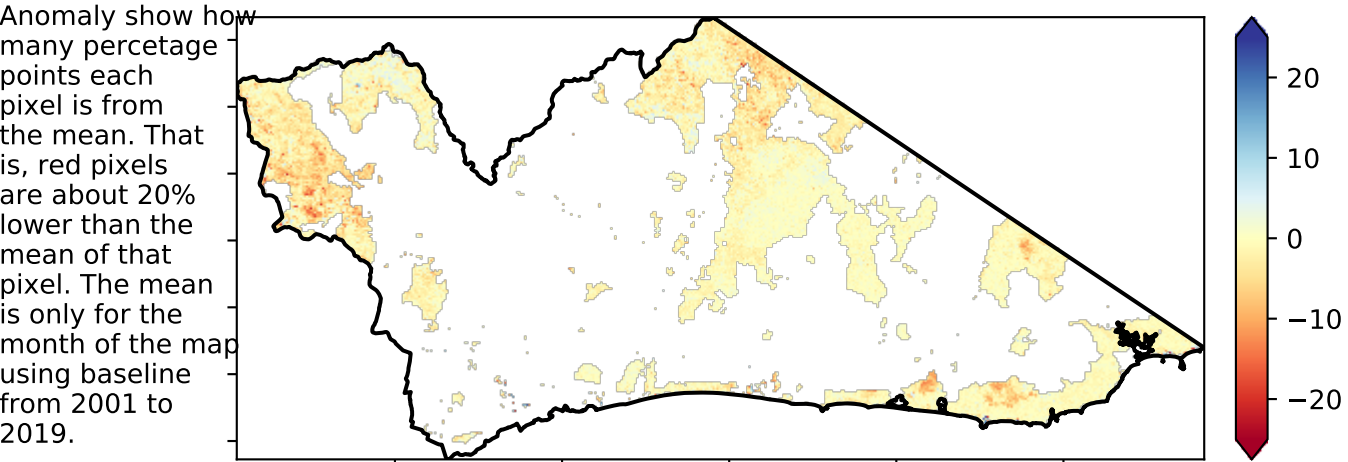 Anomaly show how
many percetage
points each
pixel is from
the mean. That
is, red pixels
are about 20%
lower than the
mean of that
pixel. The mean
is only for the
month of the map
using baseline
from 2001 to
2019.
20
10
0
−10
−20